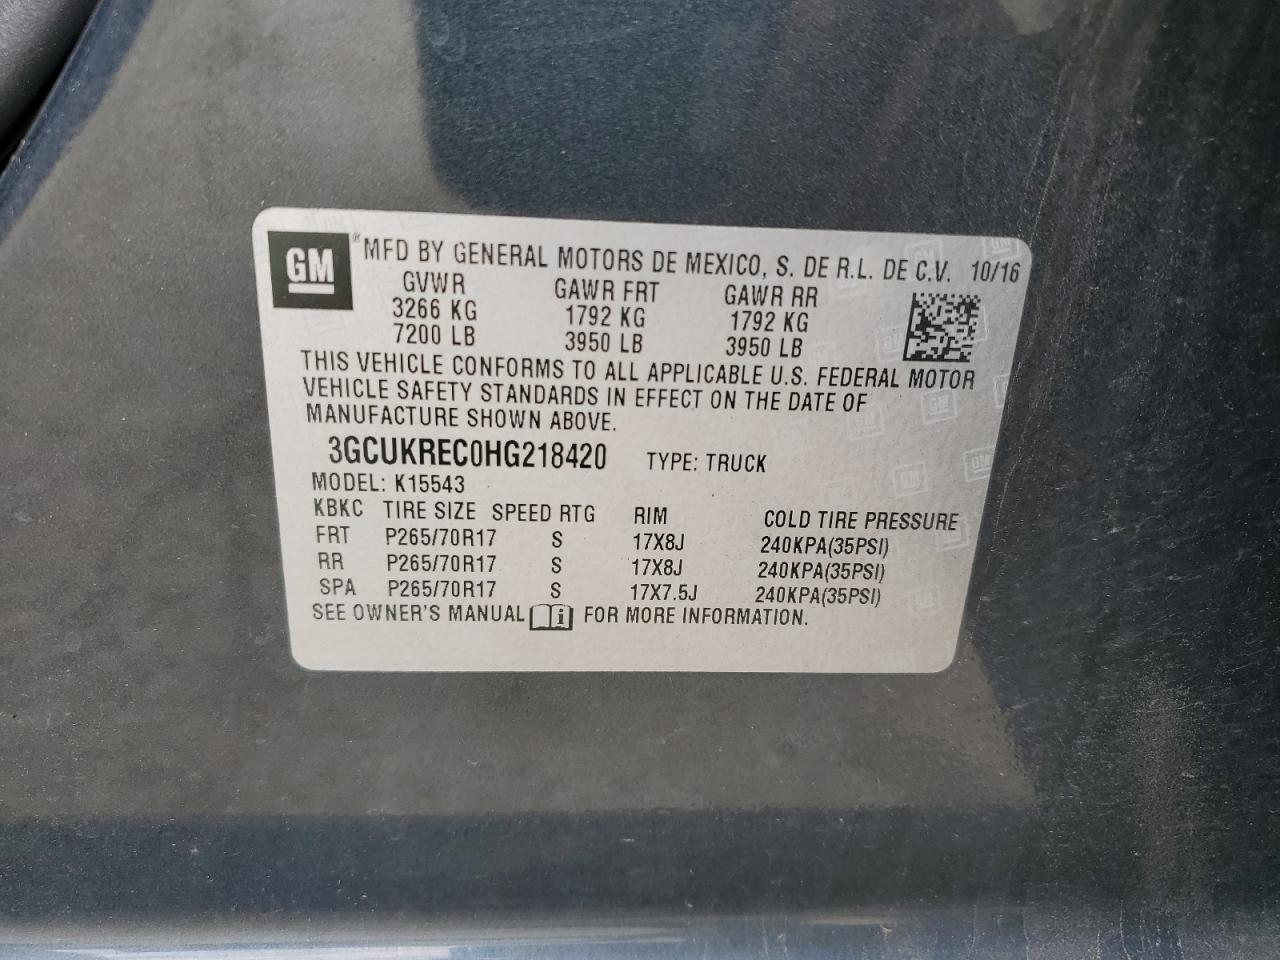 GM ® MFD BY GENERAL MOTORS DE MEXICO, S. DE R.L. DE C.V. 10/16
GVWR GAWR FRT GAWR RR
3266 KG 1792 KG 1792 KG
7200 LB 3950 LB 3950 LB
THIS VEHICLE CONFORMS TO ALL APPLICABLE U.S. FEDERAL MOTOR
VEHICLE SAFETY STANDARDS IN EFFECT ON THE DATE OF
MANUFACTURE SHOWN ABOVE.
3GCUKREC0HG218420 TYPE: TRUCK
MODEL: K15543
KBKC TIRE SIZE SPEED RTG RIM COLD TIRE PRESSURE
FRT P265/70R17 S 17X8J 240KPA(35PSI)
RR P265/70R17 S 17X8J 240KPA(35PSI)
SPA P265/70R17 S 17X7.5J 240KPA(35PSI)
SEE OWNER'S MANUAL i FOR MORE INFORMATION.